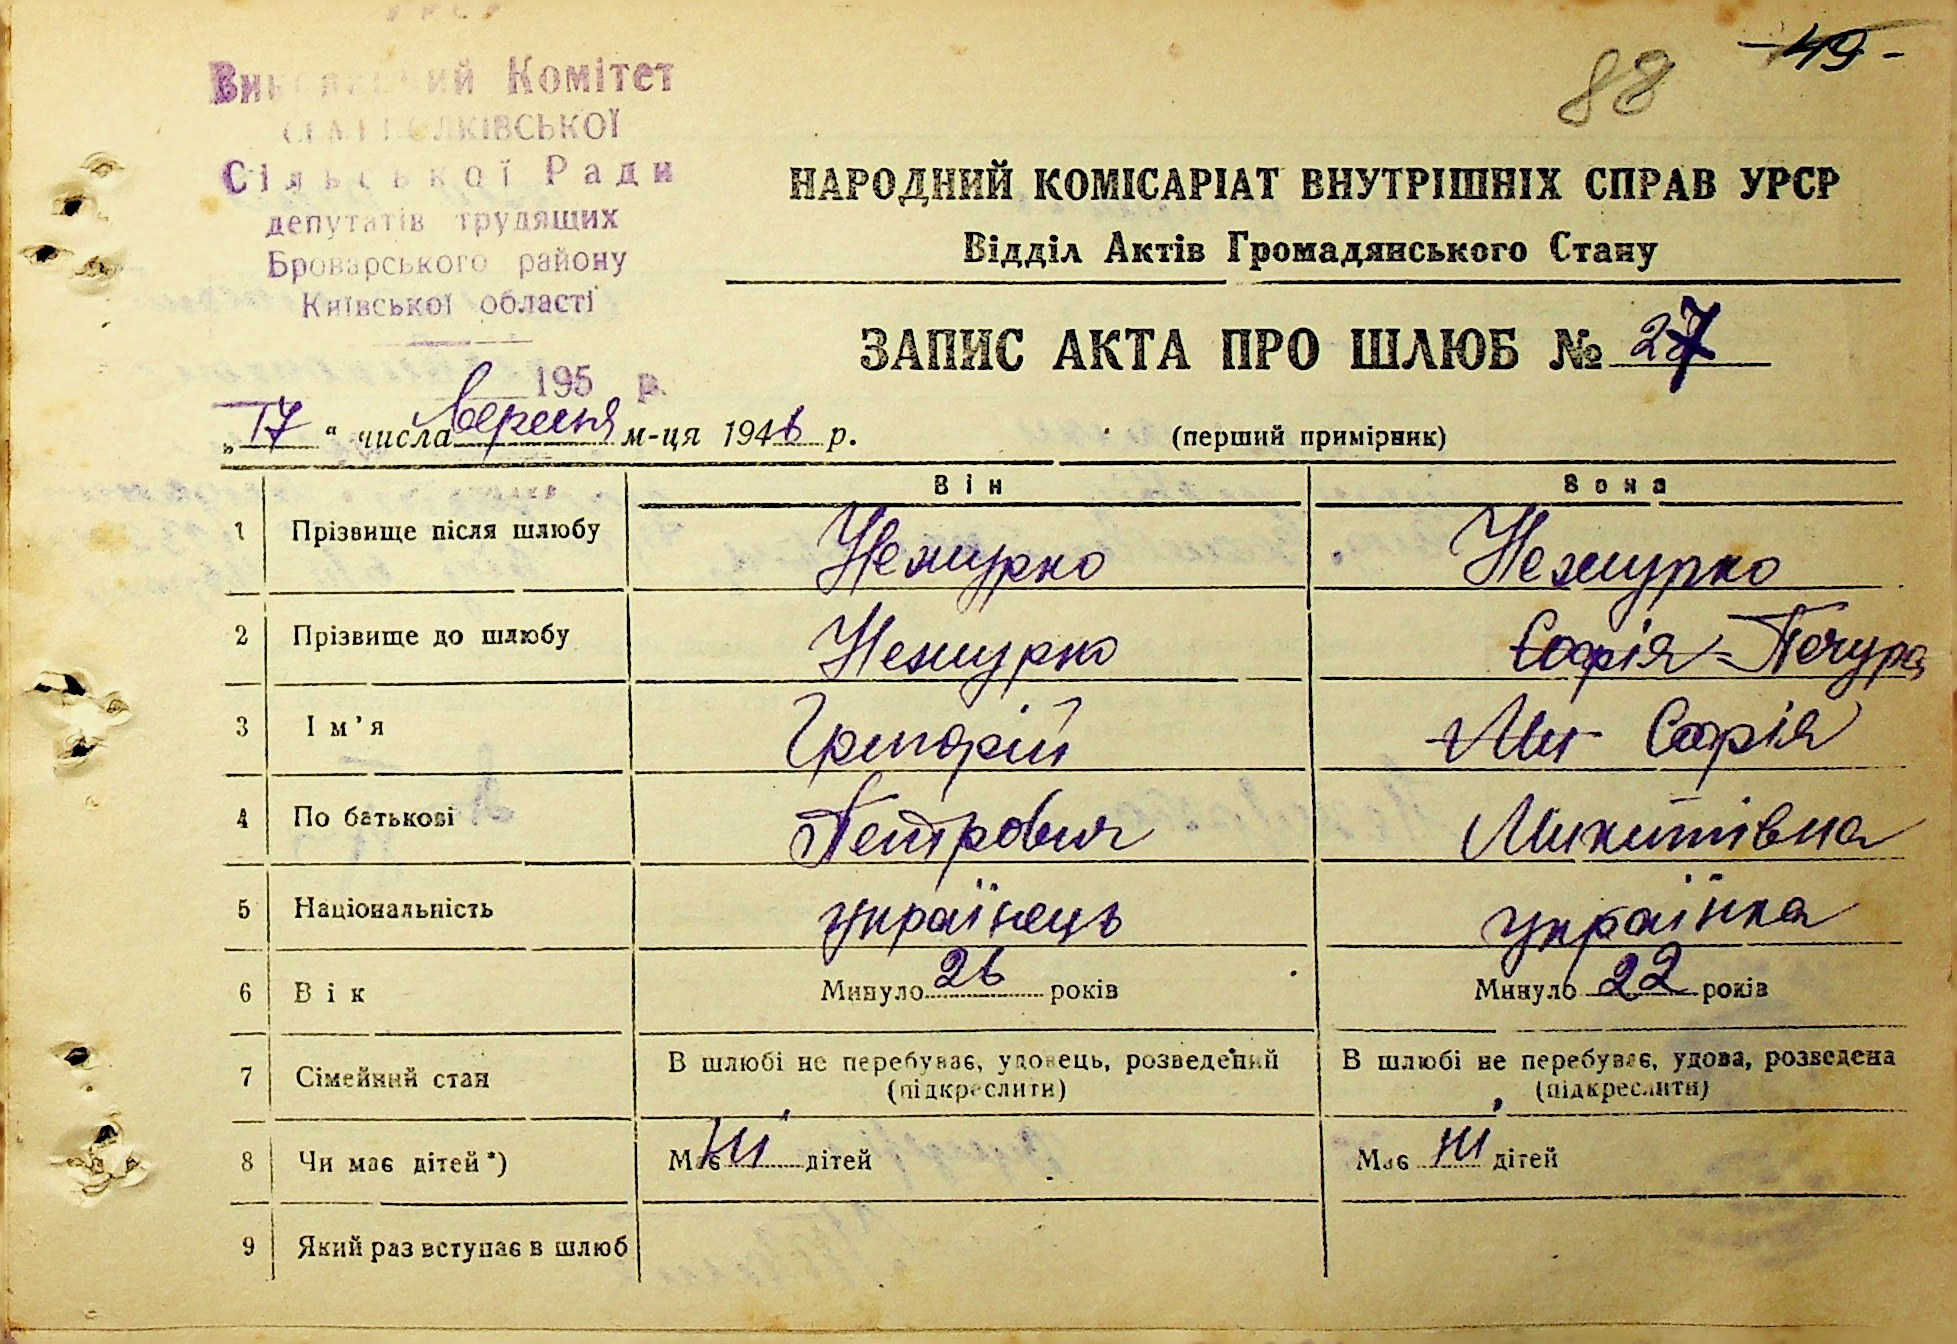 -49-
88
Виконавчий Комітет
Сільської Ради
депутатів трудящих
Броварського району
Київської області
195 р.
НАРОДНИЙ КОМІСАРІАТ ВНУТРІШНІХ СПРАВ УРСР
Відділ Актів Громадянського Стану
ЗАПИС АКТА ПРО ШЛЮБ № 27
„17" числа вересня м-ця 1946 р.
(перший примірник)
Він Вона
1 Прізвище після шлюбу Нежурко Нежурко
2 Прізвище до шлюбу Нежурко Софія-Печура
3 Ім'я Григорій Ми Софія
4 По батькові Петрович Микитівна
5 Національність українець українка
6 Вік Минуло 26 років Минуло 22 років
7 Сімейний стан В шлюбі не перебуває, удовець, розведений В шлюбі не перебуває, удова, розведена
(підкреслити) (підкреслити)
8 Чи має дітей*) Має ні дітей Має ні дітей
9 Який раз вступає в шлюб